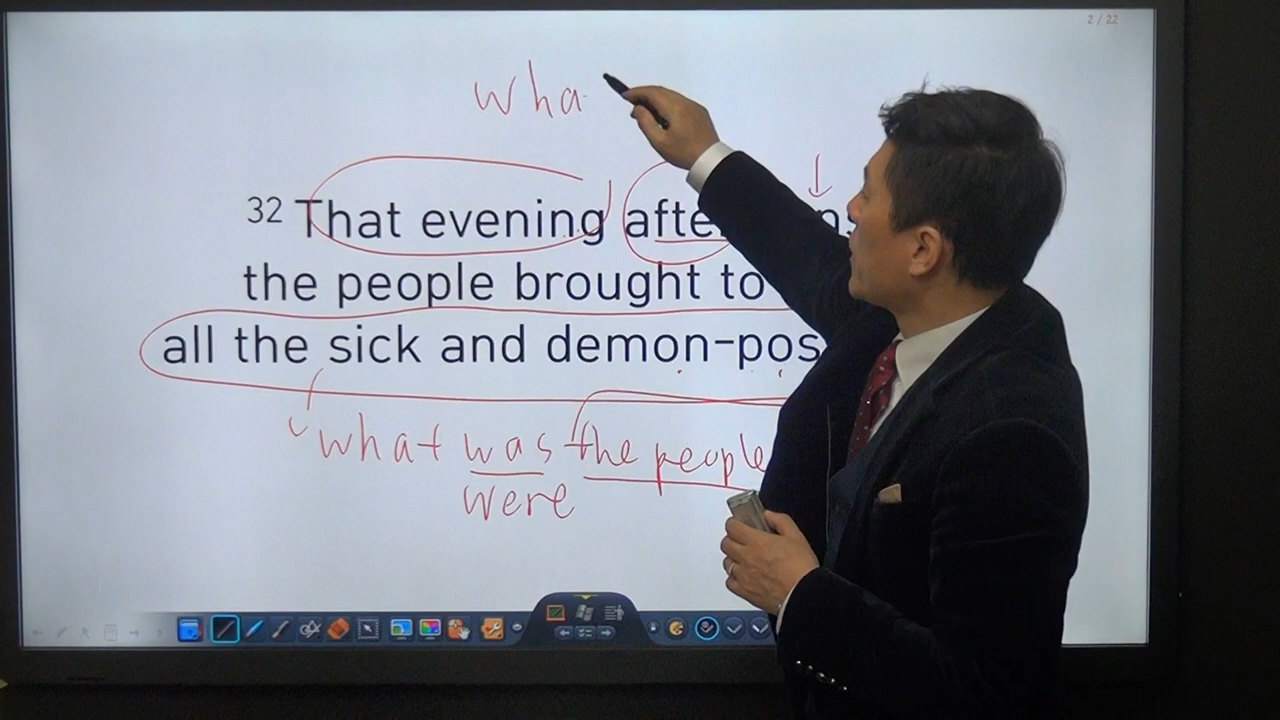 2 / 22
wha
32 That evening after
the people brought to
all the sick and demon-pos
what was the people
were